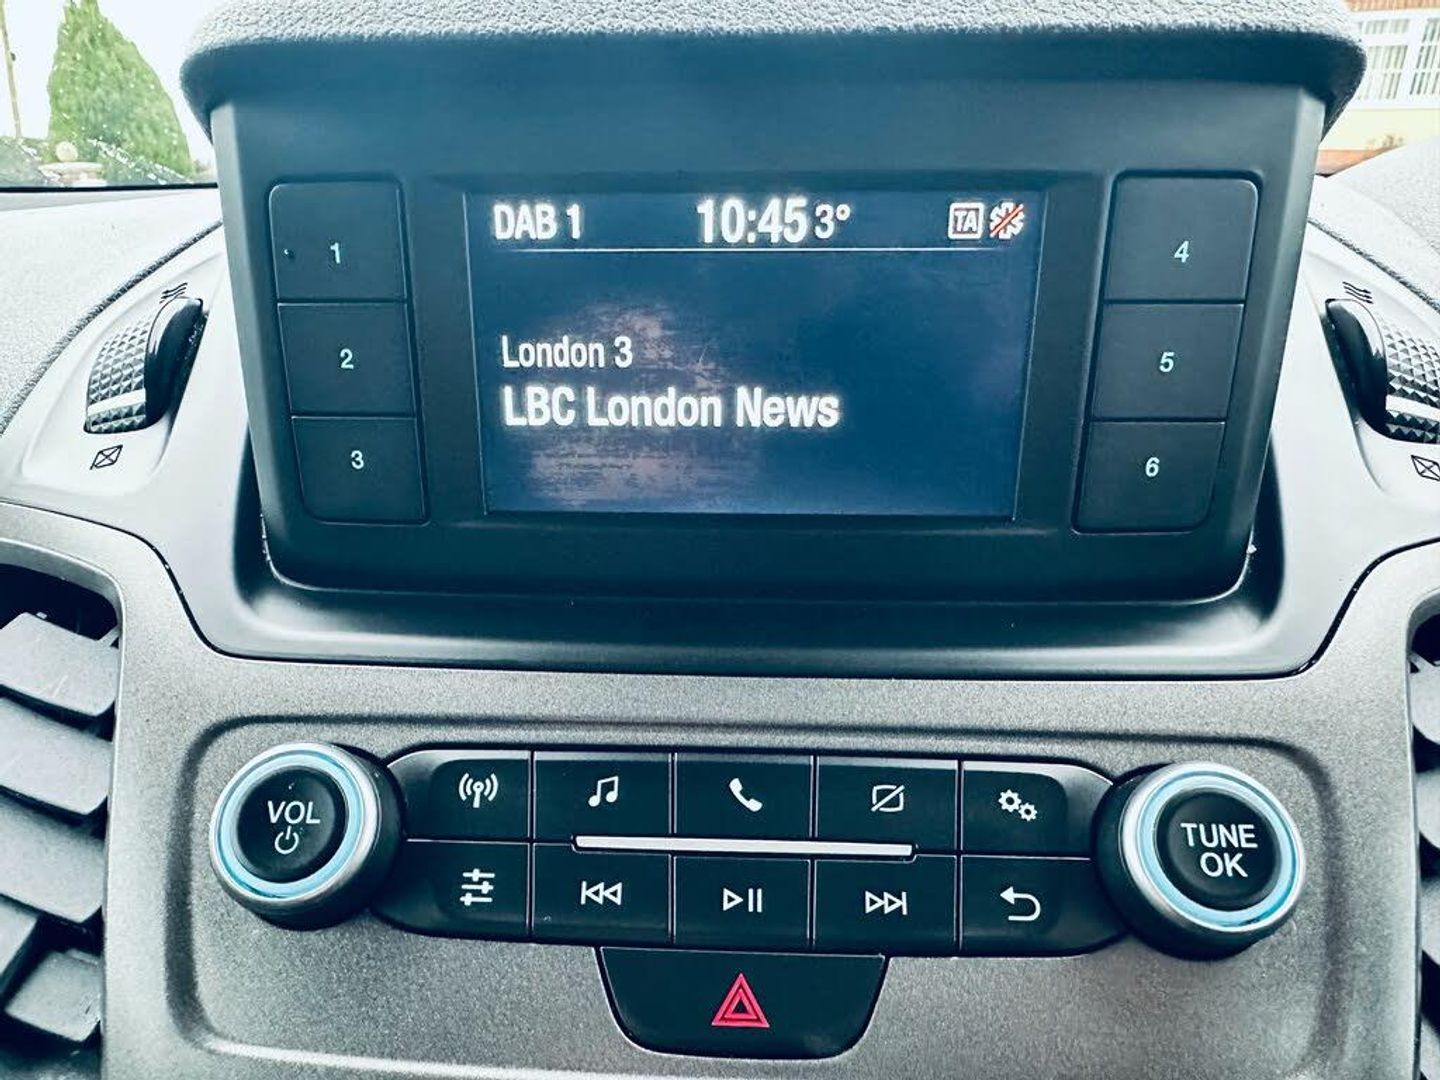 DAB 1 10:45 3° TA
London 3
LBC London News
1
2
3
4
5
6
VOL
TUNE
OK